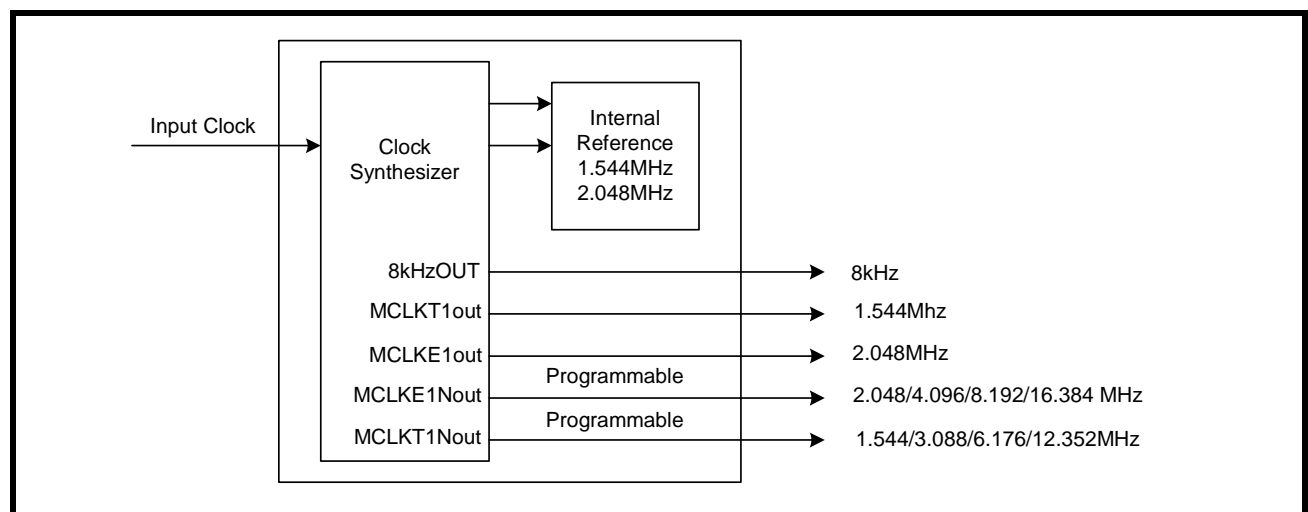 Input Clock
Clock
Synthesizer
Internal
Reference
1.544MHz
2.048MHz
8kHzOUT
8kHz
MCLKT1out
1.544Mhz
MCLKE1out
2.048MHz
Programmable
MCLKE1Nout
2.048/4.096/8.192/16.384 MHz
Programmable
MCLKT1Nout
1.544/3.088/6.176/12.352MHz